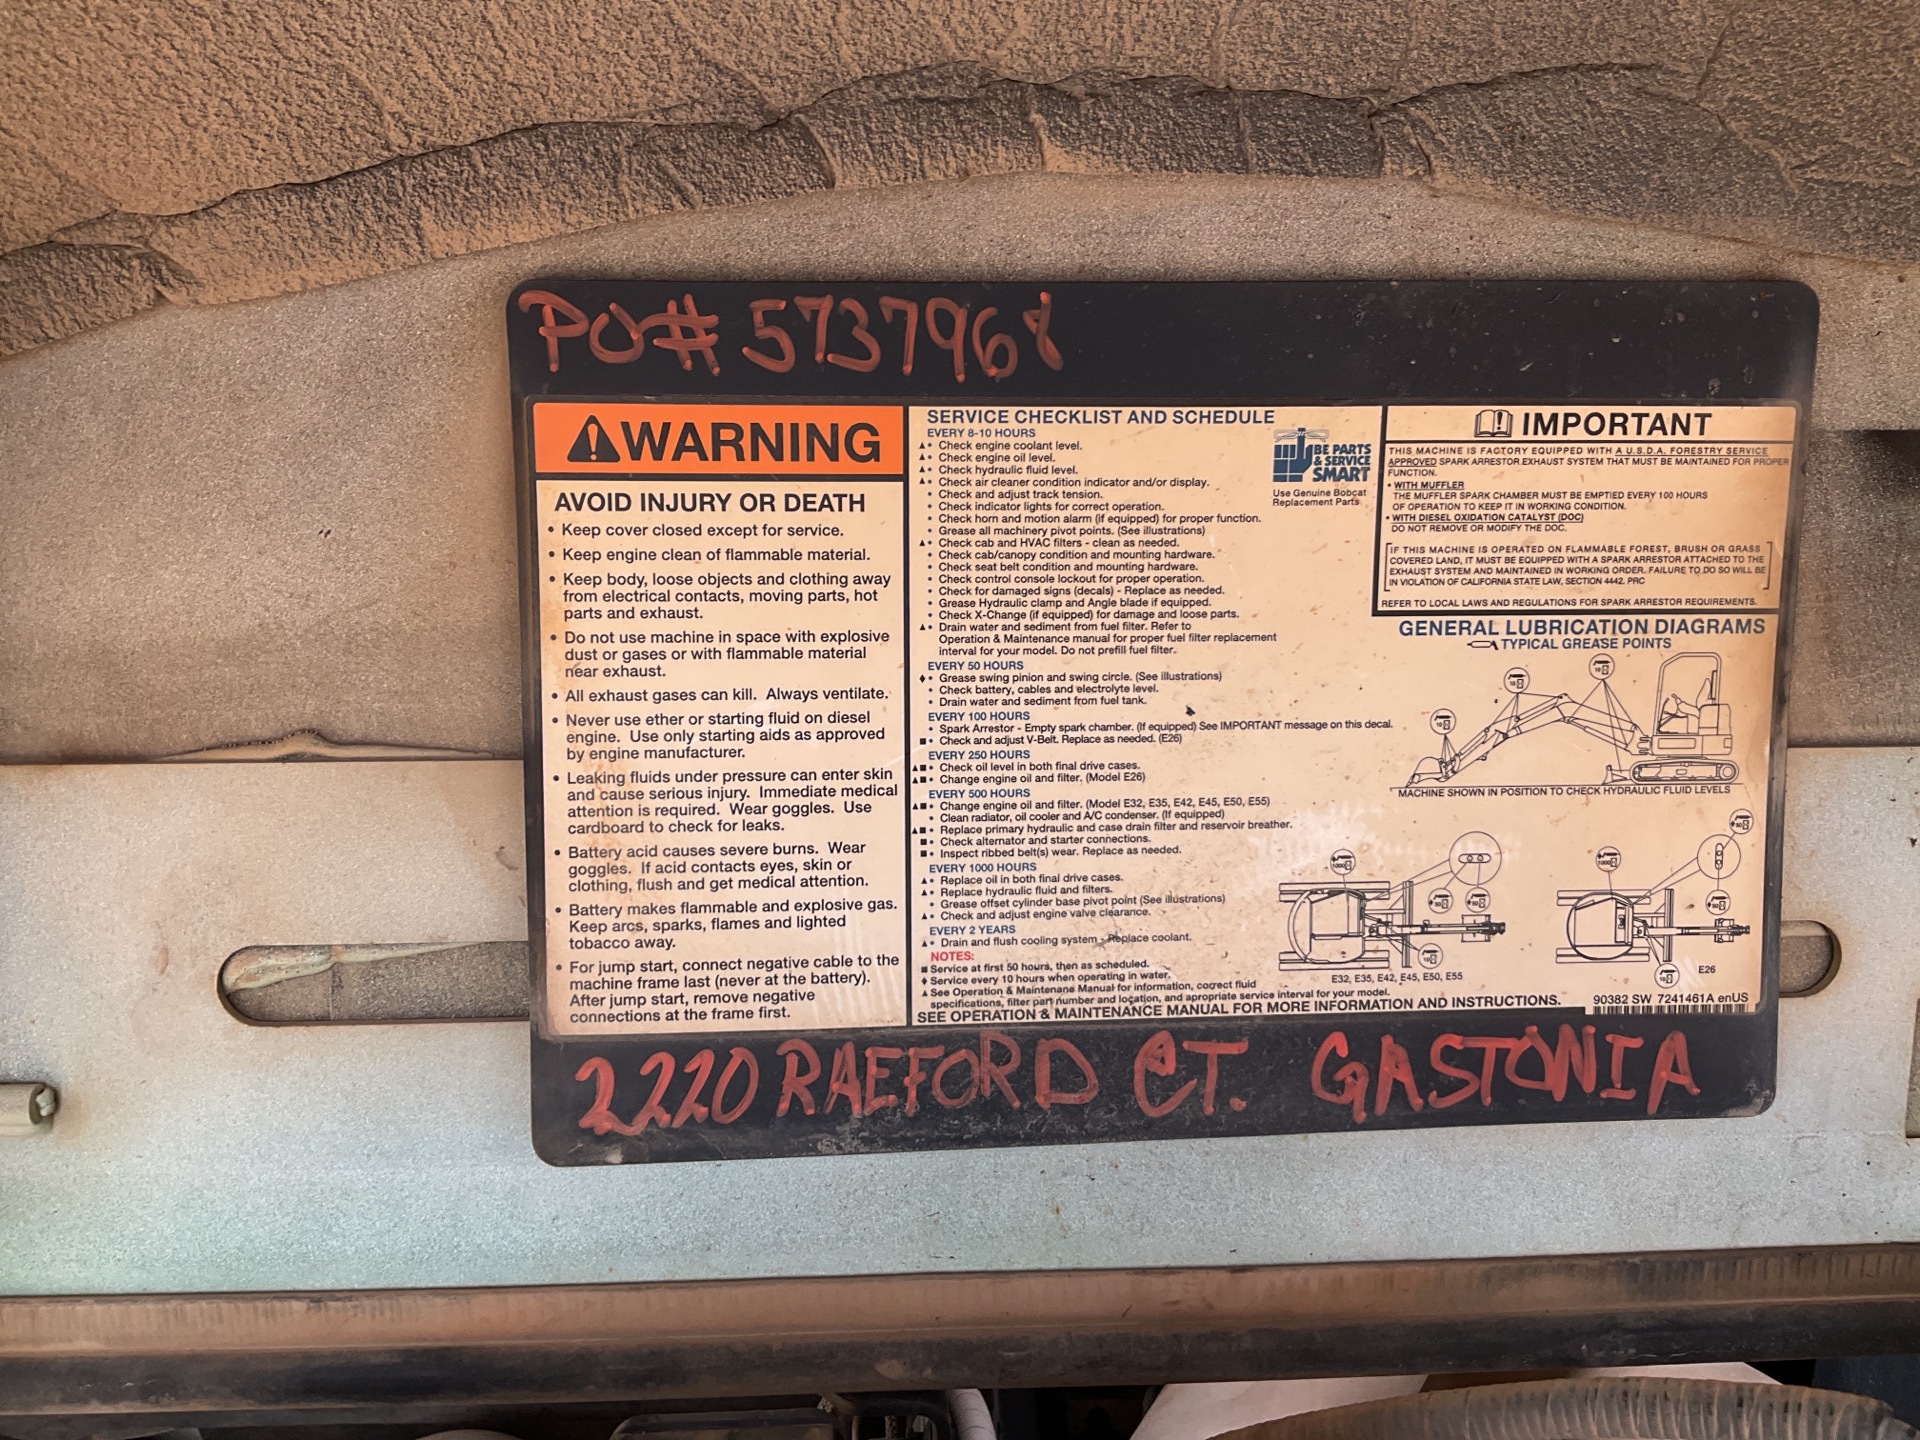 PO# 5737968
WARNING
AVOID INJURY OR DEATH
• Keep cover closed except for service.
• Keep engine clean of flammable material.
• Keep body, loose objects and clothing away
from electrical contacts, moving parts, hot
parts and exhaust.
• Do not use machine in space with explosive
dust or gases or with flammable material
near exhaust.
• All exhaust gases can kill. Always ventilate.
• Never use ether or starting fluid on diesel
engine. Use only starting aids as approved
by engine manufacturer.
• Leaking fluids under pressure can enter skin
and cause serious injury. Immediate medical
attention is required. Wear goggles. Use
cardboard to check for leaks.
• Battery acid causes severe burns. Wear
goggles. If acid contacts eyes, skin or
clothing, flush and get medical attention.
• Battery makes flammable and explosive gas.
Keep arcs, sparks, flames and lighted
tobacco away.
• For jump start, connect negative cable to the
machine frame last (never at the battery).
After jump start, remove negative
connections at the frame first.
SERVICE CHECKLIST AND SCHEDULE
EVERY 8-10 HOURS
▲• Check engine coolant level.
▲• Check engine oil level.
▲• Check hydraulic fluid level.
▲• Check air cleaner condition indicator and/or display.
• Check and adjust track tension.
• Check indicator lights for correct operation.
• Check horn and motion alarm (if equipped) for proper function.
• Grease all machinery pivot points. (See illustrations)
▲• Check cab and HVAC filters - clean as needed.
• Check cab/canopy condition and mounting hardware.
• Check seat belt condition and mounting hardware.
• Check control console lockout for proper operation.
• Check for damaged signs (decals) - Replace as needed.
• Grease Hydraulic clamp and Angle blade if equipped.
• Check X-Change (if equipped) for damage and loose parts.
▲• Drain water and sediment from fuel filter. Refer to
Operation & Maintenance manual for proper fuel filter replacement
interval for your model. Do not prefill fuel filter.
EVERY 50 HOURS
♦• Grease swing pinion and swing circle. (See illustrations)
• Check battery, cables and electrolyte level.
• Drain water and sediment from fuel tank.
EVERY 100 HOURS
• Spark Arrestor - Empty spark chamber. (If equipped) See IMPORTANT message on this decal.
■• Check and adjust V-Belt. Replace as needed. (E26)
EVERY 250 HOURS
▲■• Check oil level in both final drive cases.
▲■• Change engine oil and filter. (Model E26)
EVERY 500 HOURS
▲■• Change engine oil and filter. (Model E32, E35, E42, E45, E50, E55)
• Clean radiator, oil cooler and A/C condenser. (If equipped)
▲■• Replace primary hydraulic and case drain filter and reservoir breather.
■• Check alternator and starter connections.
■• Inspect ribbed belt(s) wear. Replace as needed.
EVERY 1000 HOURS
▲• Replace oil in both final drive cases.
▲• Replace hydraulic fluid and filters.
• Grease offset cylinder base pivot point (See illustrations)
▲• Check and adjust engine valve clearance.
EVERY 2 YEARS
▲• Drain and flush cooling system - Replace coolant.
NOTES:
■ Service at first 50 hours, then as scheduled.
♦ Service every 10 hours when operating in water.
▲ See Operation & Maintenane Manual for information, correct fluid
specifications, filter part number and location, and apropriate service interval for your model.
SEE OPERATION & MAINTENANCE MANUAL FOR MORE INFORMATION AND INSTRUCTIONS.
BE PARTS
& SERVICE
SMART
Use Genuine Bobcat
Replacement Parts
IMPORTANT
THIS MACHINE IS FACTORY EQUIPPED WITH A U.S.D.A. FORESTRY SERVICE
APPROVED SPARK ARRESTOR EXHAUST SYSTEM THAT MUST BE MAINTAINED FOR PROPER
FUNCTION.
• WITH MUFFLER
THE MUFFLER SPARK CHAMBER MUST BE EMPTIED EVERY 100 HOURS
OF OPERATION TO KEEP IT IN WORKING CONDITION.
• WITH DIESEL OXIDATION CATALYST (DOC)
DO NOT REMOVE OR MODIFY THE DOC.
IF THIS MACHINE IS OPERATED ON FLAMMABLE FOREST, BRUSH OR GRASS
COVERED LAND, IT MUST BE EQUIPPED WITH A SPARK ARRESTOR ATTACHED TO THE
EXHAUST SYSTEM AND MAINTAINED IN WORKING ORDER. FAILURE TO DO SO WILL BE
IN VIOLATION OF CALIFORNIA STATE LAW, SECTION 4442. PRC
REFER TO LOCAL LAWS AND REGULATIONS FOR SPARK ARRESTOR REQUIREMENTS.
GENERAL LUBRICATION DIAGRAMS
TYPICAL GREASE POINTS
10
10
10
MACHINE SHOWN IN POSITION TO CHECK HYDRAULIC FLUID LEVELS
1000
♦50
♦50
10
E32, E35, E42, E45, E50, E55
1000
♦50
♦50
10
E26
90382 SW 7241461A enUS
2220 RAEFORD CT. GASTONIA